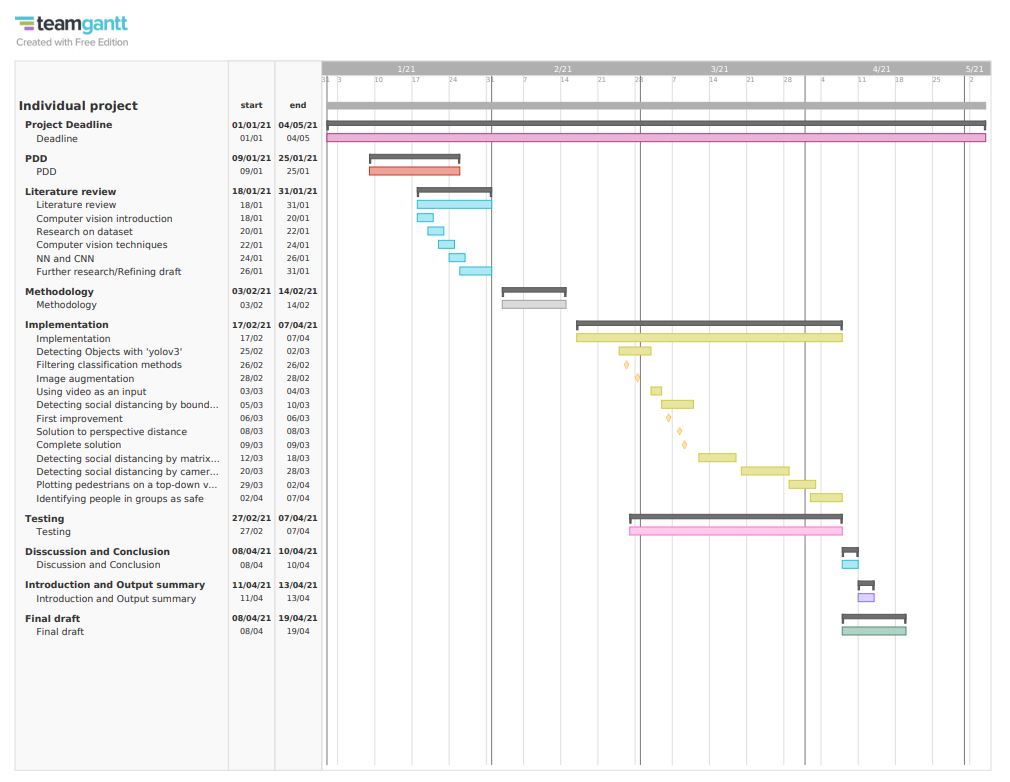 teamgantt
Created with Free Edition
1/21 2/21 3/21 4/21 5/21
31 3 10 17 24 31 7 14 21 28 7 14 21 28 4 11 18 25 2
Individual project start end
Project Deadline 01/01/21 04/05/21
Deadline 01/01 04/05
PDD 09/01/21 25/01/21
PDD 09/01 25/01
Literature review 18/01/21 31/01/21
Literature review 18/01 31/01
Computer vision introduction 18/01 20/01
Research on dataset 20/01 22/01
Computer vision techniques 22/01 24/01
NN and CNN 24/01 26/01
Further research/Refining draft 26/01 31/01
Methodology 03/02/21 14/02/21
Methodology 03/02 14/02
Implementation 17/02/21 07/04/21
Implementation 17/02 07/04
Detecting Objects with 'yolov3' 25/02 02/03
Filtering classification methods 26/02 26/02
Image augmentation 28/02 28/02
Using video as an input 03/03 04/03
Detecting social distancing by bound... 05/03 10/03
First improvement 06/03 06/03
Solution to perspective distance 08/03 08/03
Complete solution 09/03 09/03
Detecting social distancing by matrix... 12/03 18/03
Detecting social distancing by camer... 20/03 28/03
Plotting pedestrians on a top-down v... 29/03 02/04
Identifying people in groups as safe 02/04 07/04
Testing 27/02/21 07/04/21
Testing 27/02 07/04
Disscussion and Conclusion 08/04/21 10/04/21
Discussion and Conclusion 08/04 10/04
Introduction and Output summary 11/04/21 13/04/21
Introduction and Output summary 11/04 13/04
Final draft 08/04/21 19/04/21
Final draft 08/04 19/04